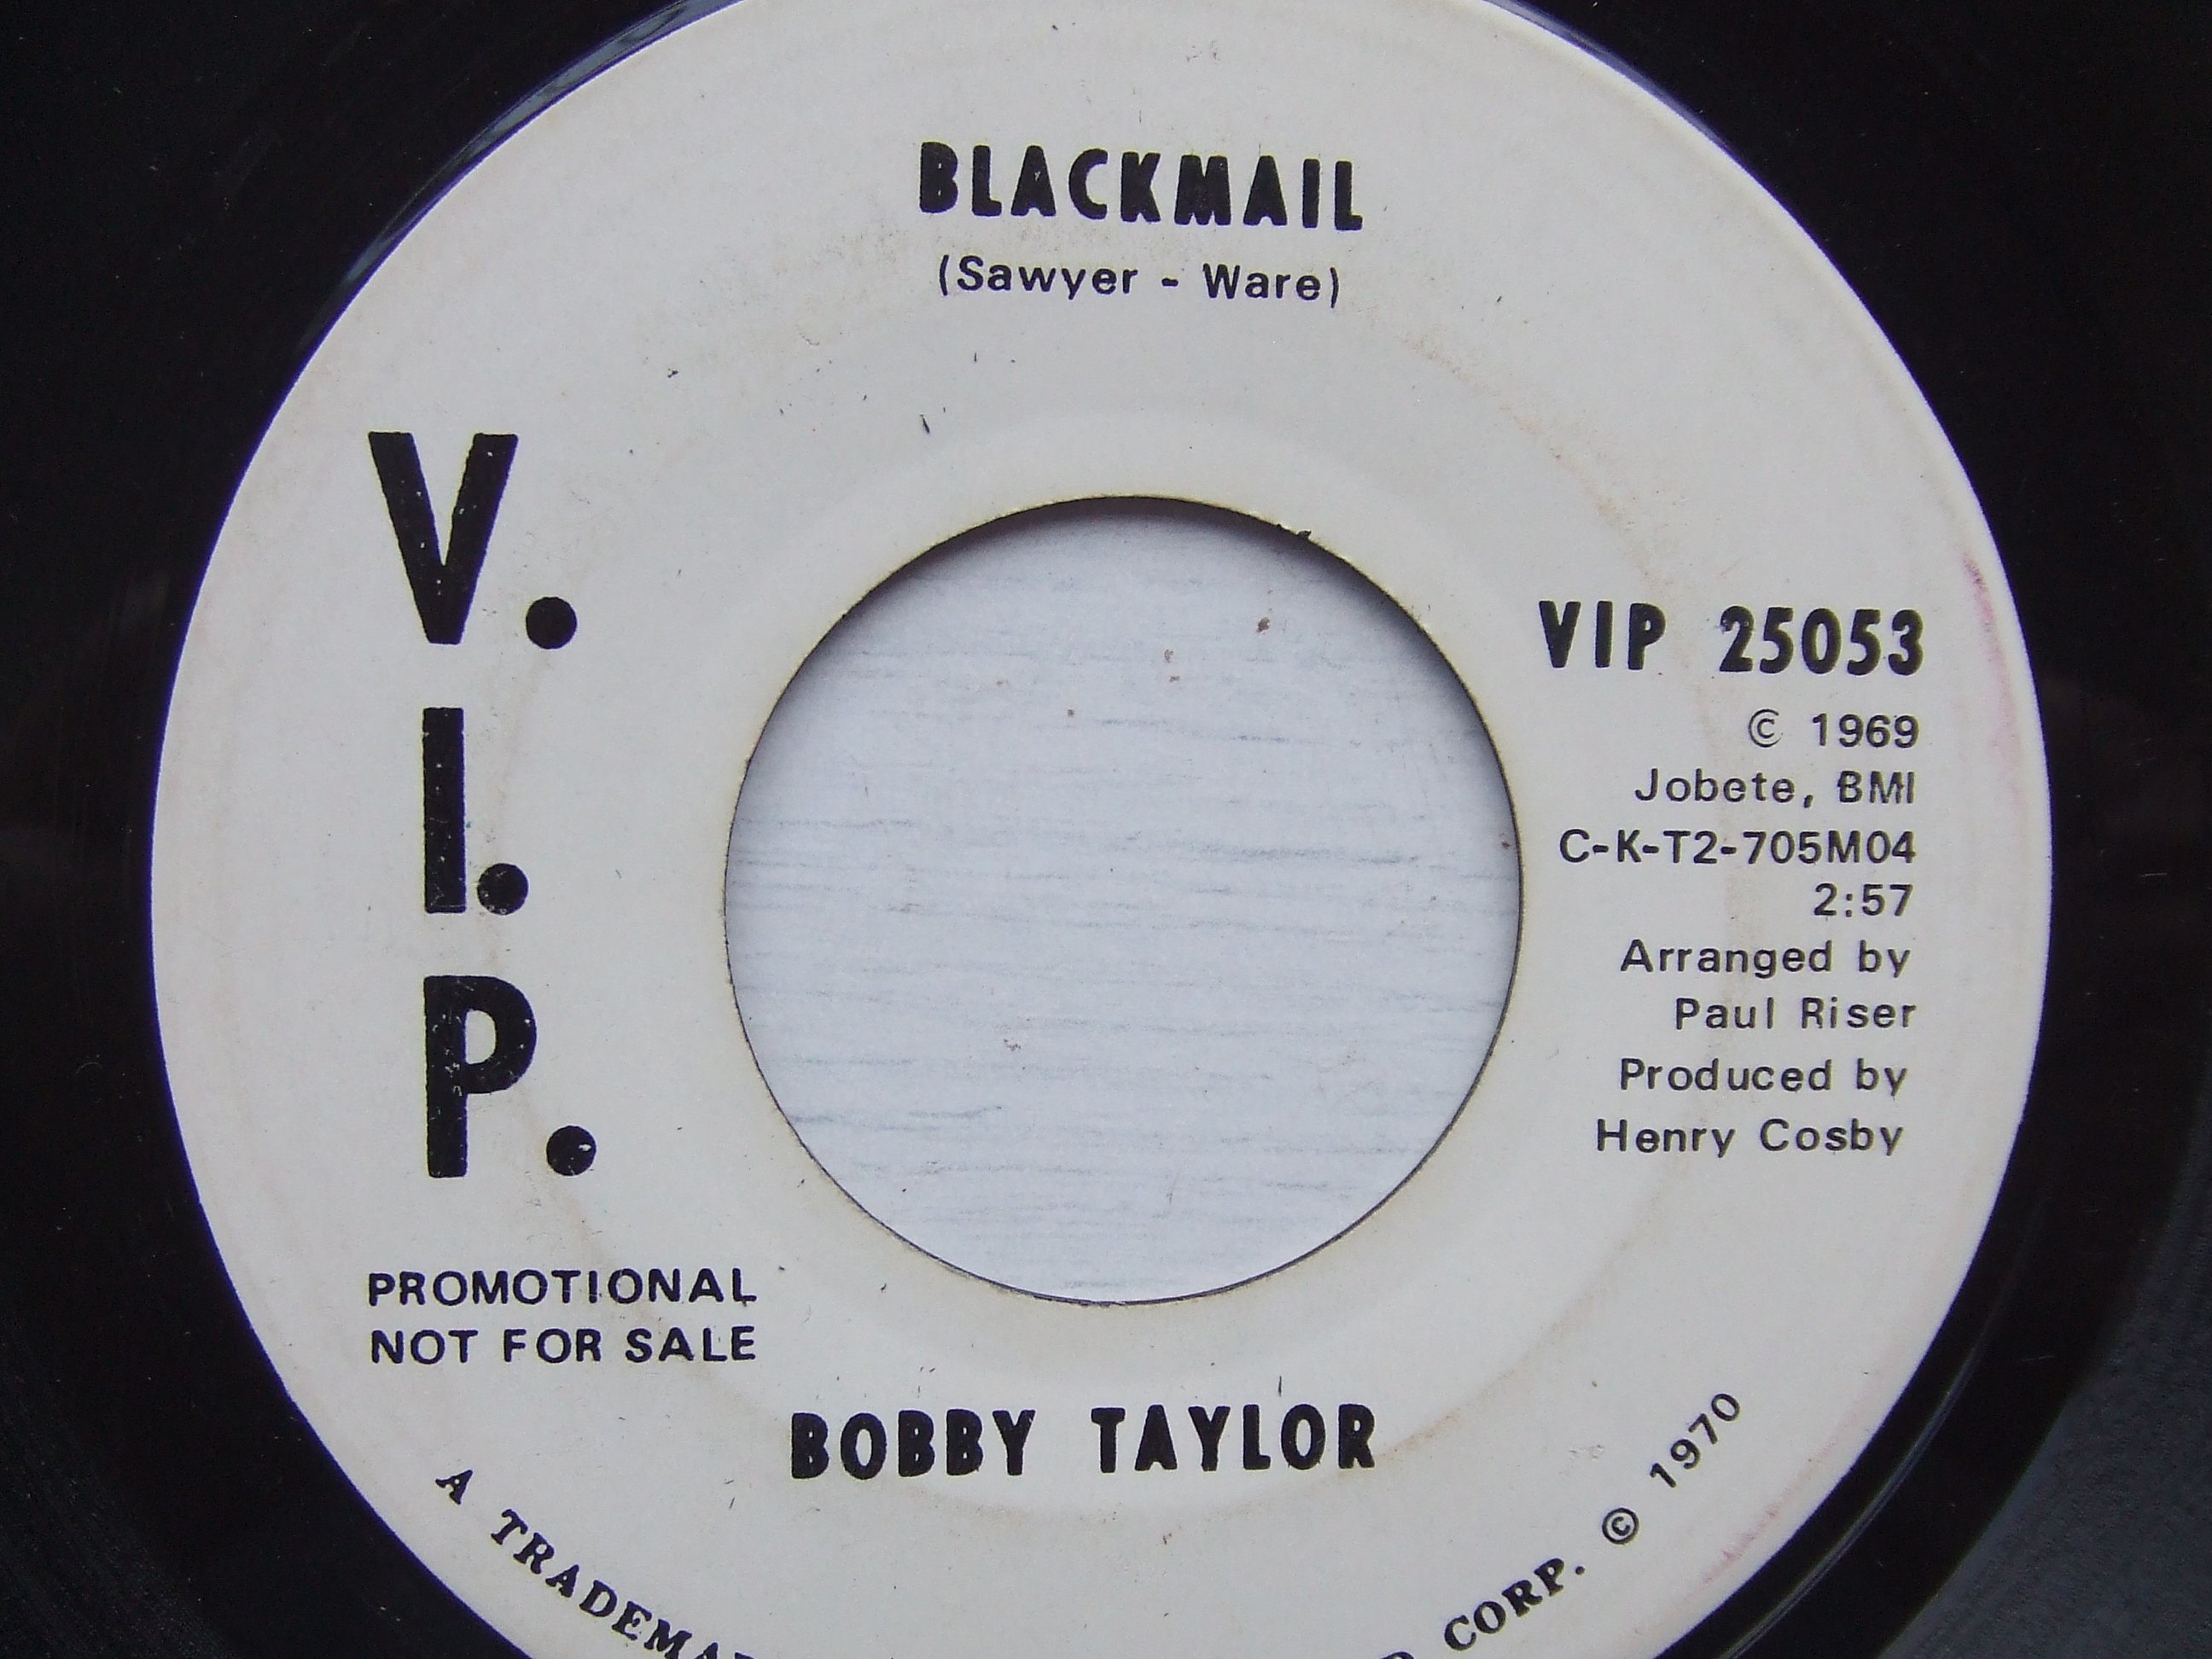 BLACKMAIL
(Sawyer - Ware)
V.
I.
P.
VIP 25053
© 1969
Jobete, BMI
C-K-T2-705M04
2:57
Arranged by
Paul Riser
Produced by
Henry Cosby
PROMOTIONAL
NOT FOR SALE
BOBBY TAYLOR
A TRADEMA
CORP. © 1970